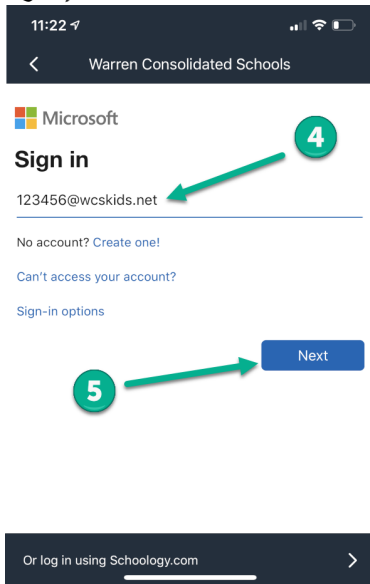 11:22
Warren Consolidated Schools
Microsoft
4
Sign in
123456@wcskids.net
No account? Create one!
Can't access your account?
Sign-in options
Next
5
Or log in using Schoology.com